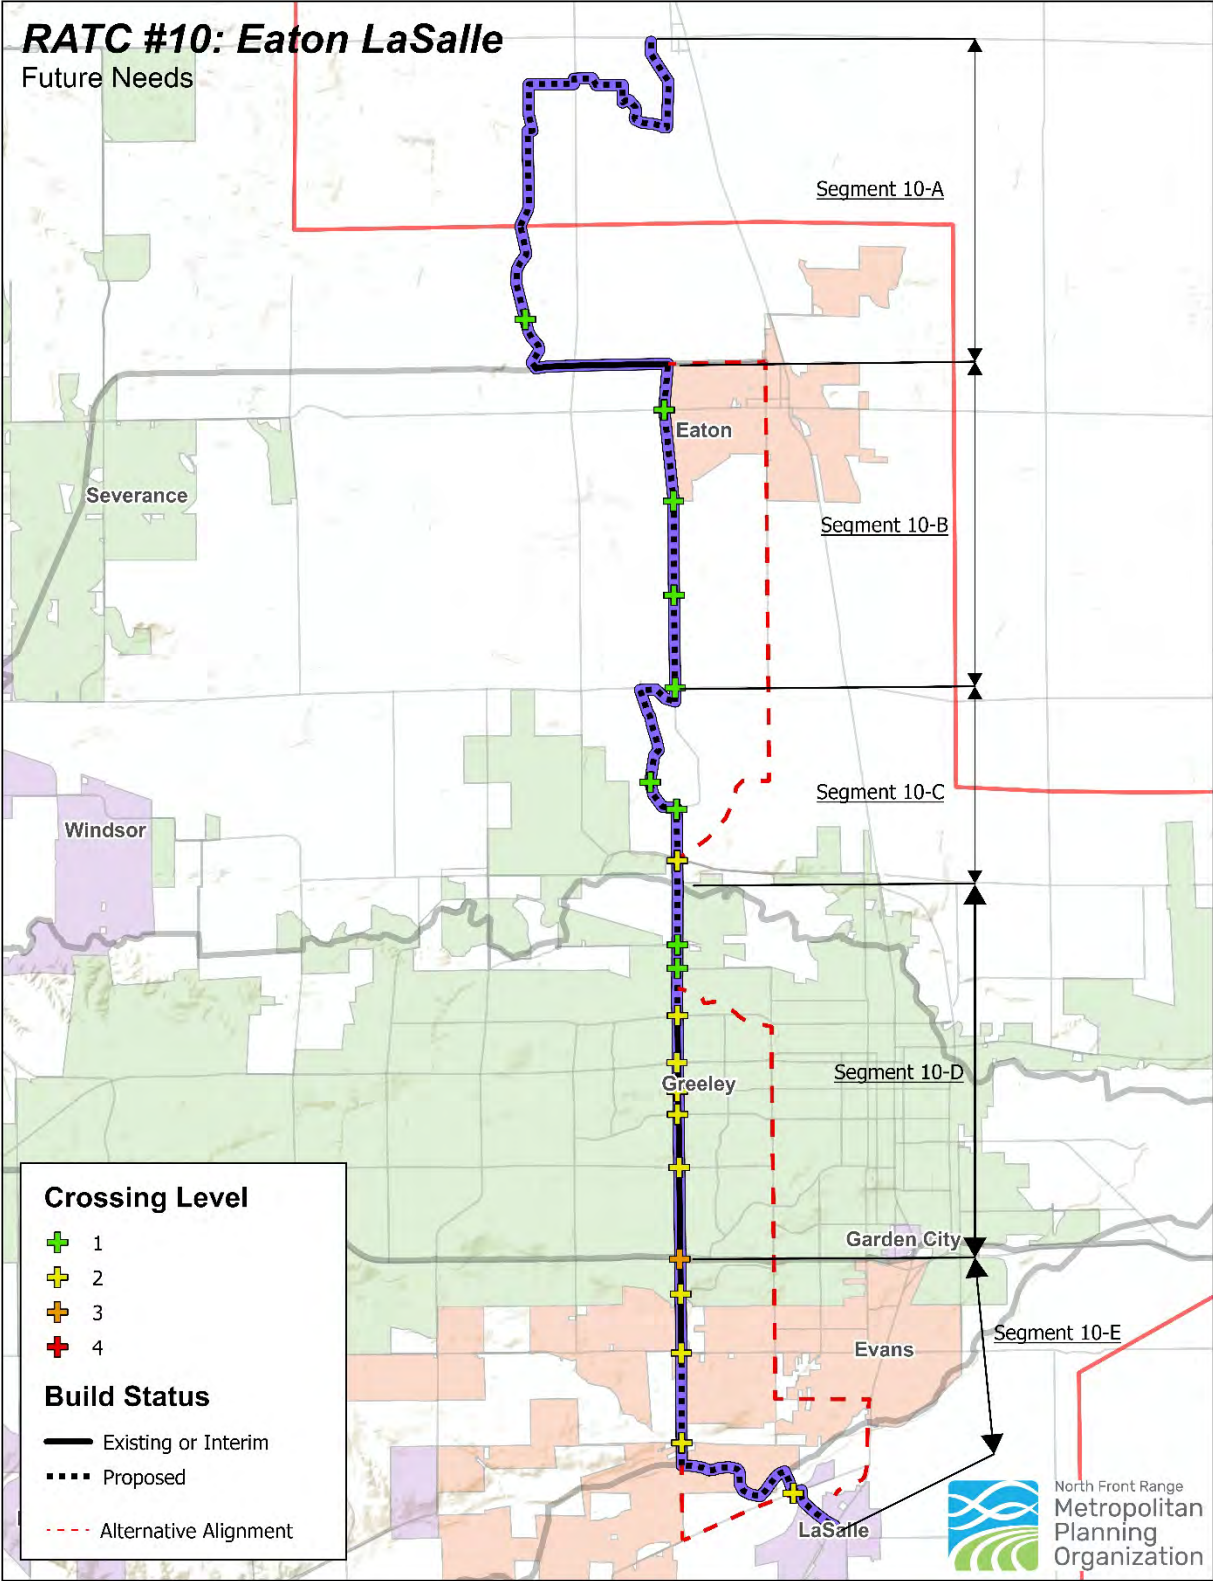 RATC #10: Eaton LaSalle
Future Needs
Segment 10-A
Eaton
Severance
Segment 10-B
Segment 10-C
Windsor
Greeley
Segment 10-D
Garden City
Segment 10-E
Evans
LaSalle
Crossing Level
1
2
3
4
Build Status
Existing or Interim
Proposed
Alternative Alignment
North Front Range
Metropolitan
Planning
Organization